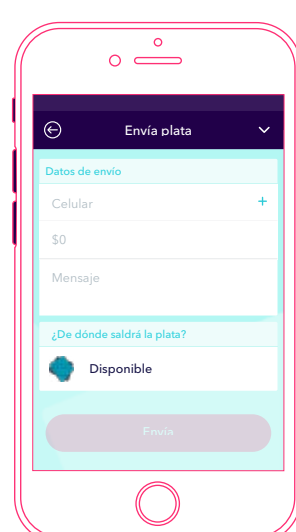 Envía plata
Datos de envío
Celular +
$0
Mensaje
¿De dónde saldrá la plata?
Disponible
Envía